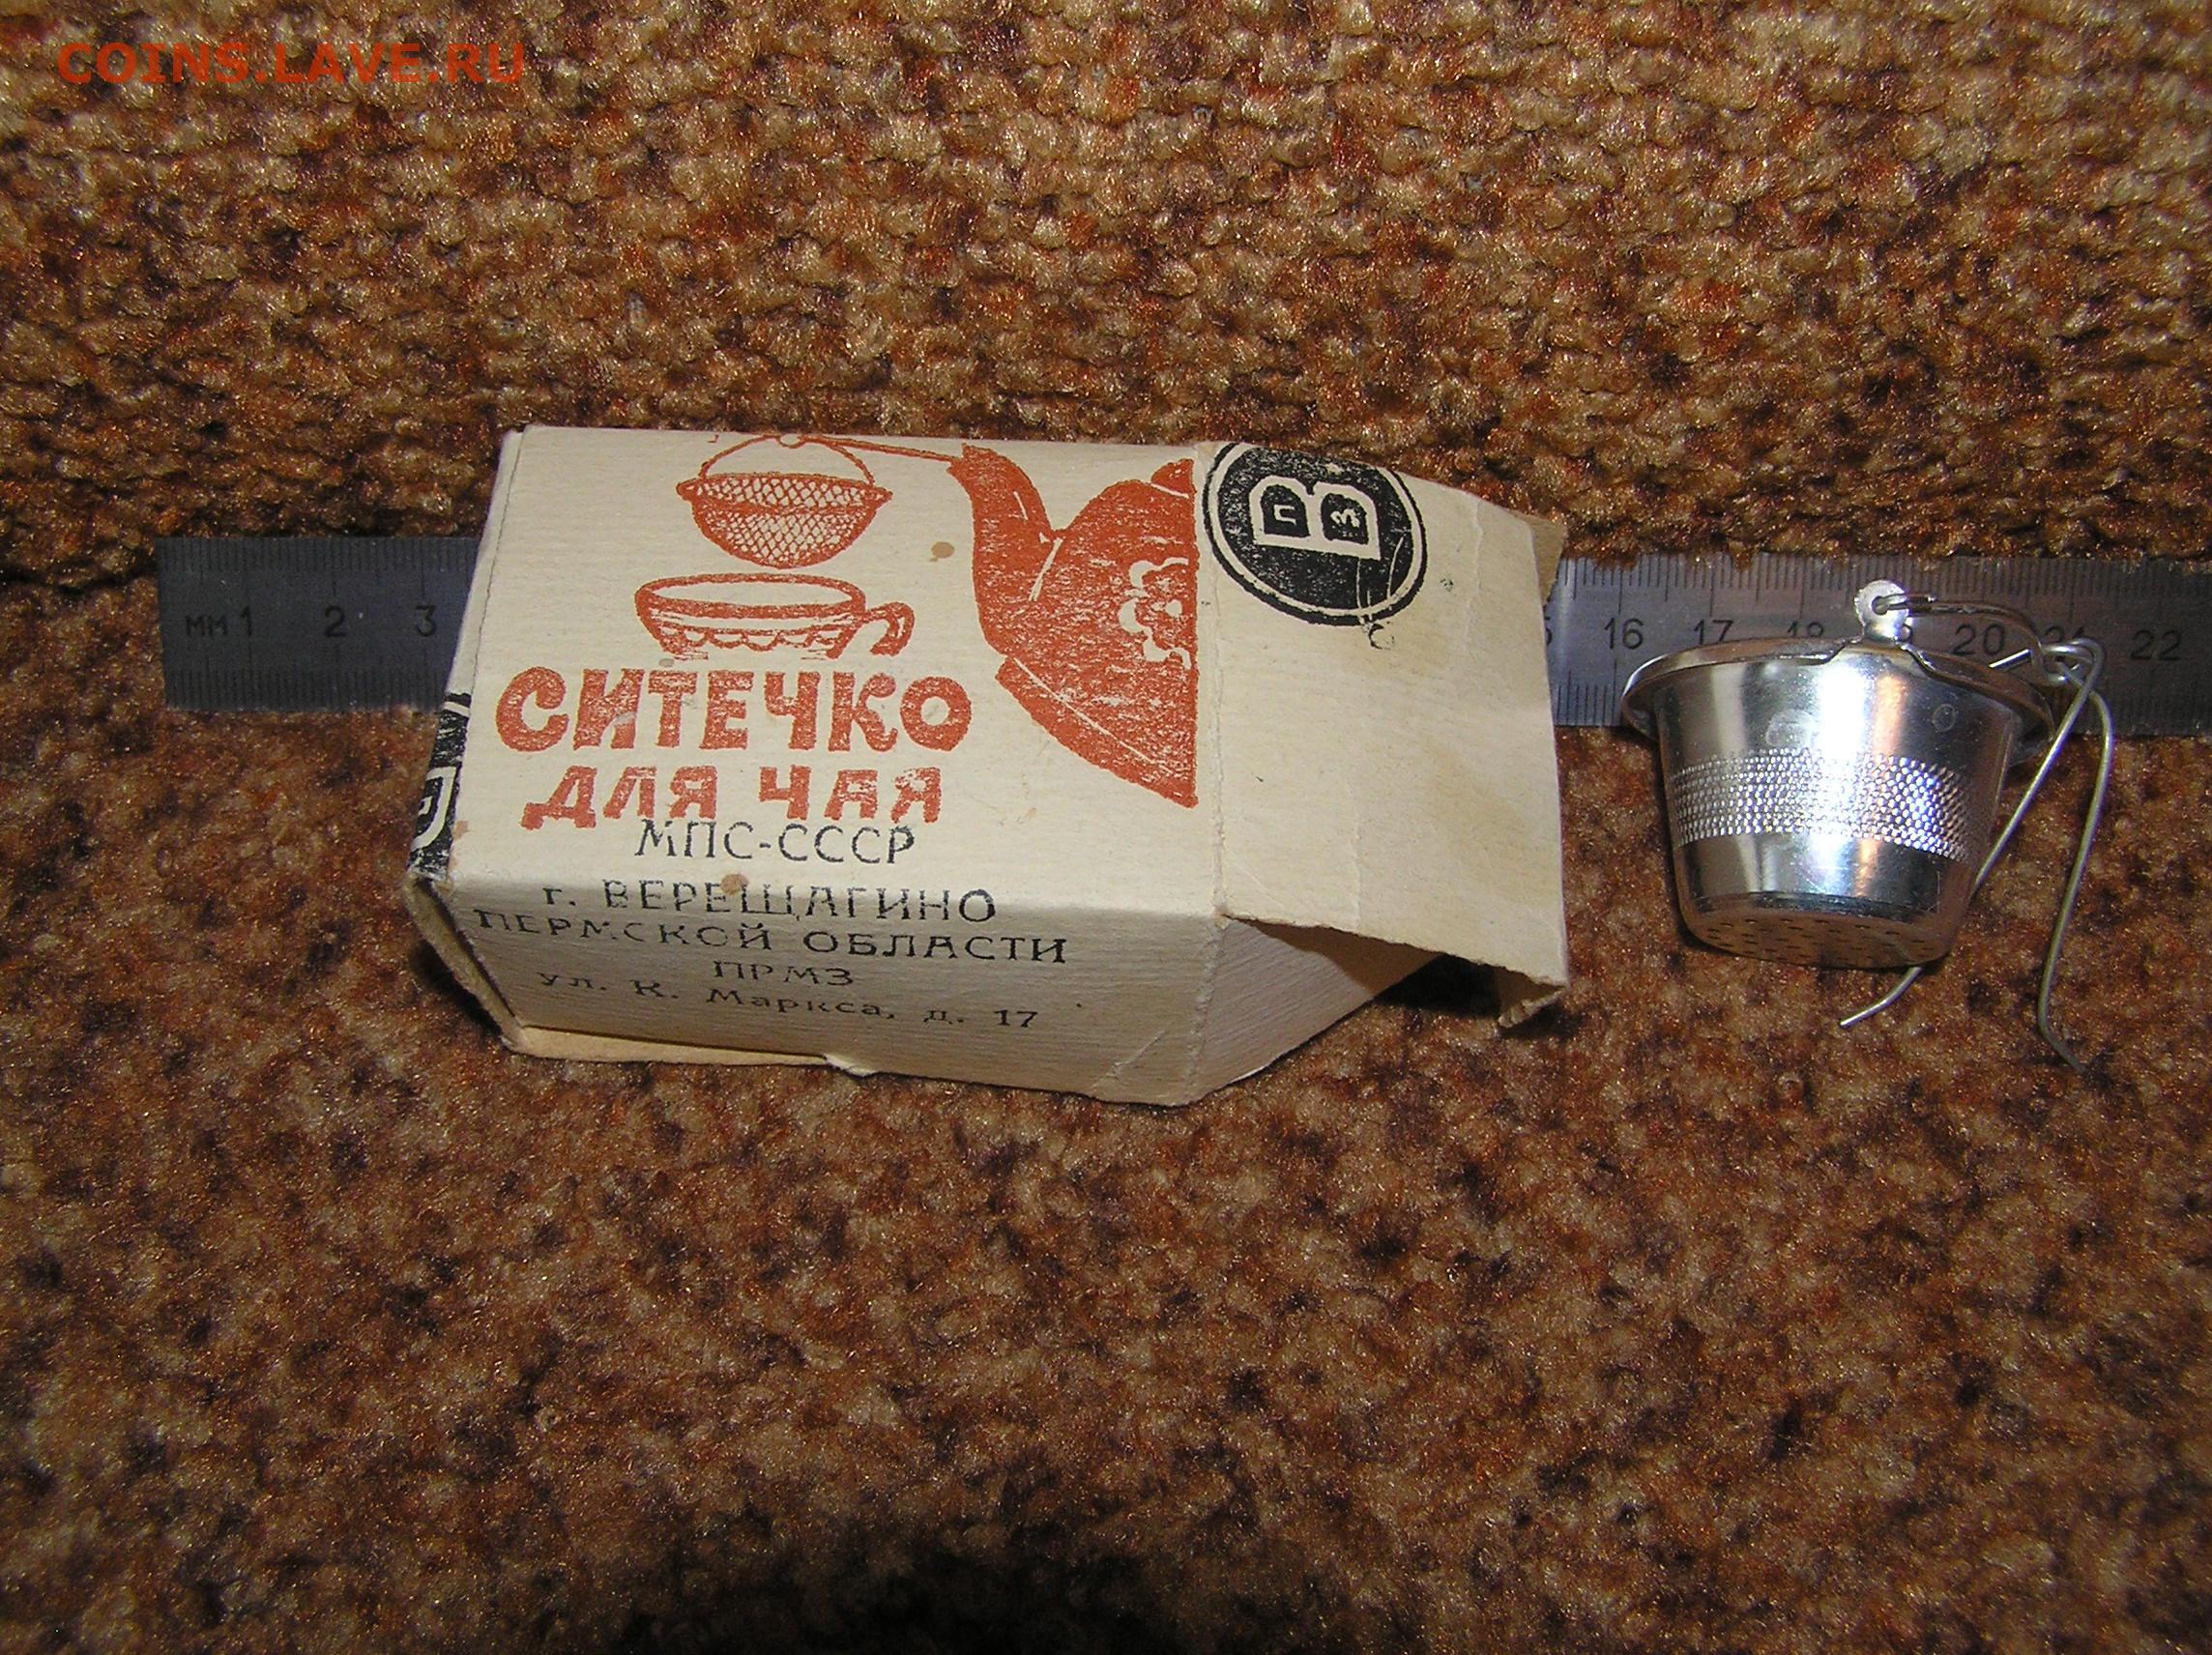 COINS.LAVE.RU
В
П
З
СИТЕЧКО
ДЛЯ ЧАЯ
МПС-СССР
г. ВЕРЕЩАГИНО
ПЕРМСКОЙ ОБЛАСТИ
ПРМЗ
ул. К. Маркса, д. 17
мм 1 2 3
16 17 18 20 21 22